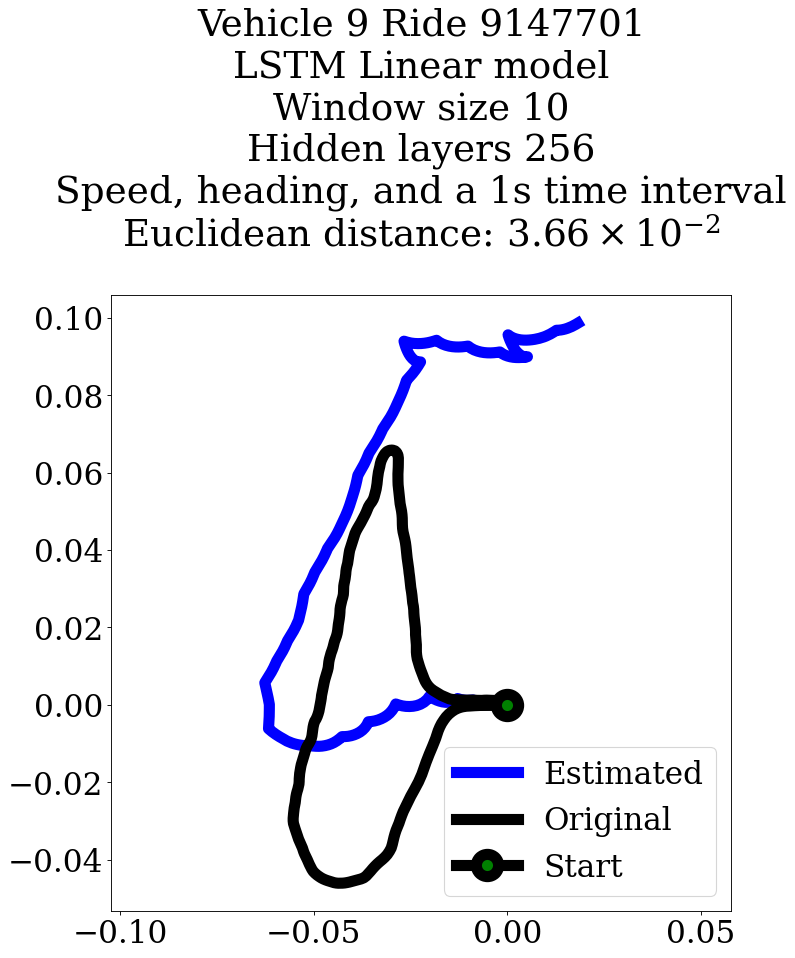 Vehicle 9 Ride 9147701
LSTM Linear model
Window size 10
Hidden layers 256
Speed, heading, and a 1s time interval
Euclidean distance: 3.66 × 10⁻²
0.10
0.08
0.06
0.04
0.02
0.00
−0.02
−0.04
Estimated
Original
Start
−0.10 −0.05 0.00 0.05